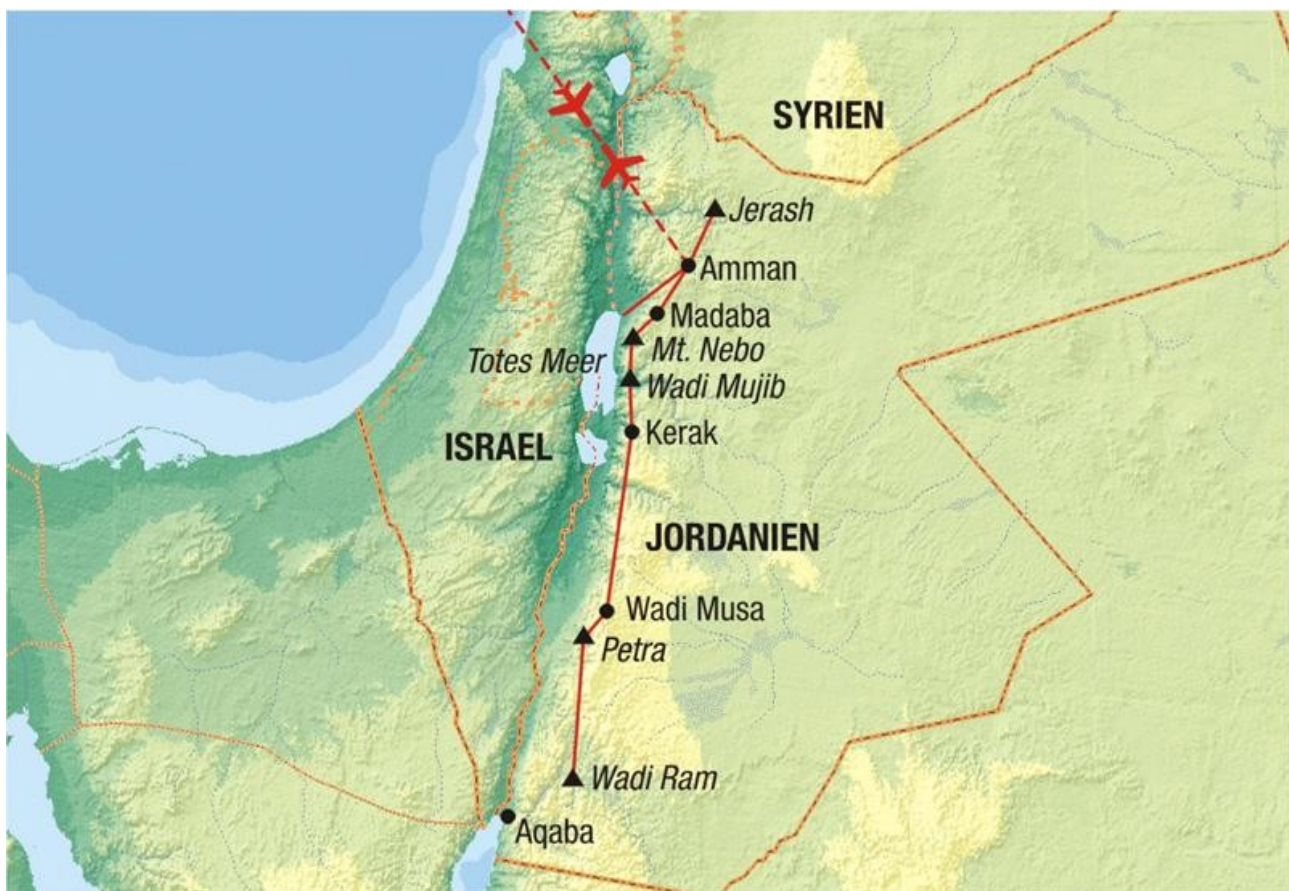 SYRIEN
Jerash
Amman
Madaba
Mt. Nebo
Totes Meer
Wadi Mujib
Kerak
ISRAEL
JORDANIEN
Wadi Musa
Petra
Wadi Ram
Aqaba